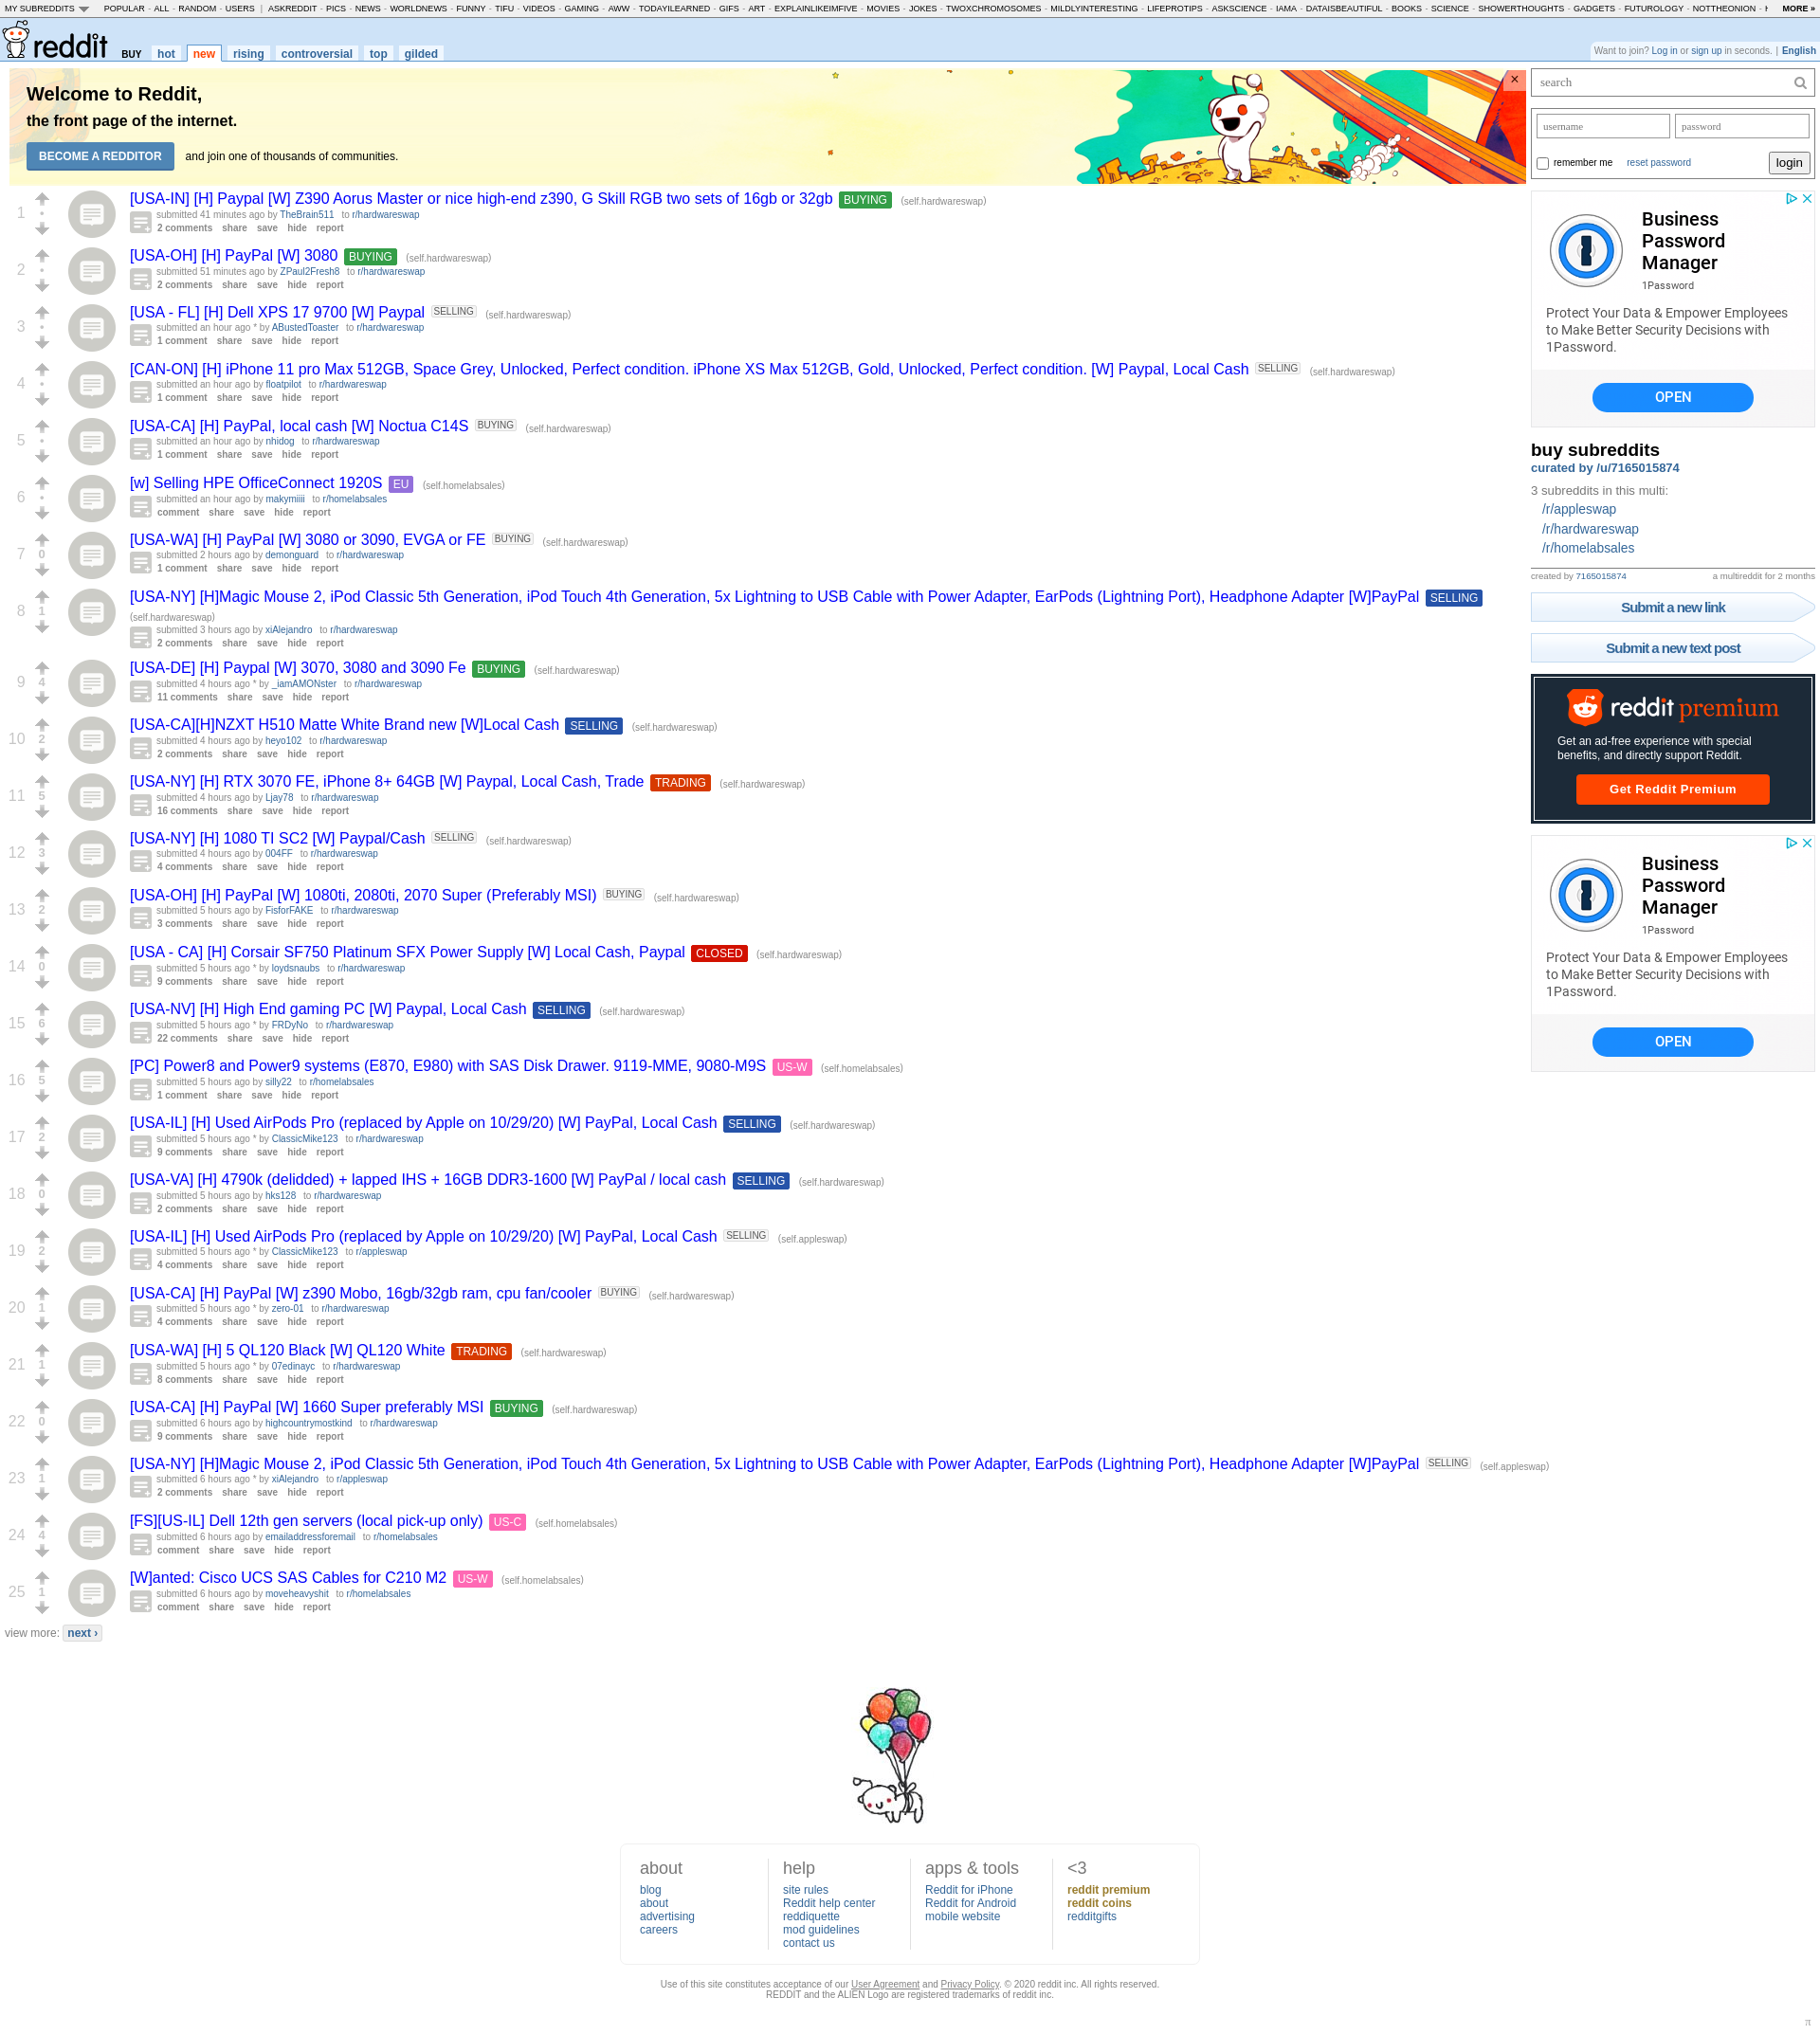 MY SUBREDDITS POPULAR - ALL - RANDOM - USERS | ASKREDDIT - PICS - NEWS - WORLDNEWS - FUNNY - TIFU - VIDEOS - GAMING - AWW - TODAYILEARNED - GIFS - ART - EXPLAINLIKEIMFIVE - MOVIES - JOKES - TWOXCHROMOSOMES - MILDLYINTERESTING - LIFEPROTIPS - ASKSCIENCE - IAMA - DATAISBEAUTIFUL - BOOKS - SCIENCE - SHOWERTHOUGHTS - GADGETS - FUTUROLOGY - NOTTHEONION - MORE »
reddit BUY hot new rising controversial top gilded
Want to join? Log in or sign up in seconds. | English
Welcome to Reddit,
the front page of the internet.
BECOME A REDDITOR and join one of thousands of communities.
×
1
[USA-IN] [H] Paypal [W] Z390 Aorus Master or nice high-end z390, G Skill RGB two sets of 16gb or 32gb BUYING (self.hardwareswap)
submitted 41 minutes ago by TheBrain511 to r/hardwareswap
2 comments share save hide report
2
[USA-OH] [H] PayPal [W] 3080 BUYING (self.hardwareswap)
submitted 51 minutes ago by ZPaul2Fresh8 to r/hardwareswap
2 comments share save hide report
3
[USA - FL] [H] Dell XPS 17 9700 [W] Paypal SELLING (self.hardwareswap)
submitted an hour ago * by ABustedToaster to r/hardwareswap
1 comment share save hide report
4
[CAN-ON] [H] iPhone 11 pro Max 512GB, Space Grey, Unlocked, Perfect condition. iPhone XS Max 512GB, Gold, Unlocked, Perfect condition. [W] Paypal, Local Cash SELLING (self.hardwareswap)
submitted an hour ago by floatpilot to r/hardwareswap
1 comment share save hide report
5
[USA-CA] [H] PayPal, local cash [W] Noctua C14S BUYING (self.hardwareswap)
submitted an hour ago by nhidog to r/hardwareswap
1 comment share save hide report
6
[w] Selling HPE OfficeConnect 1920S EU (self.homelabsales)
submitted an hour ago by makymiiii to r/homelabsales
comment share save hide report
7 0
[USA-WA] [H] PayPal [W] 3080 or 3090, EVGA or FE BUYING (self.hardwareswap)
submitted 2 hours ago by demonguard to r/hardwareswap
1 comment share save hide report
8 1
[USA-NY] [H]Magic Mouse 2, iPod Classic 5th Generation, iPod Touch 4th Generation, 5x Lightning to USB Cable with Power Adapter, EarPods (Lightning Port), Headphone Adapter [W]PayPal SELLING
(self.hardwareswap)
submitted 3 hours ago by xiAlejandro to r/hardwareswap
2 comments share save hide report
9 4
[USA-DE] [H] Paypal [W] 3070, 3080 and 3090 Fe BUYING (self.hardwareswap)
submitted 4 hours ago * by _iamAMONster to r/hardwareswap
11 comments share save hide report
10 2
[USA-CA][H]NZXT H510 Matte White Brand new [W]Local Cash SELLING (self.hardwareswap)
submitted 4 hours ago by heyo102 to r/hardwareswap
2 comments share save hide report
11 5
[USA-NY] [H] RTX 3070 FE, iPhone 8+ 64GB [W] Paypal, Local Cash, Trade TRADING (self.hardwareswap)
submitted 4 hours ago by Ljay78 to r/hardwareswap
16 comments share save hide report
12 3
[USA-NY] [H] 1080 TI SC2 [W] Paypal/Cash SELLING (self.hardwareswap)
submitted 4 hours ago by 004FF to r/hardwareswap
4 comments share save hide report
13 2
[USA-OH] [H] PayPal [W] 1080ti, 2080ti, 2070 Super (Preferably MSI) BUYING (self.hardwareswap)
submitted 5 hours ago by FisforFAKE to r/hardwareswap
3 comments share save hide report
14 0
[USA - CA] [H] Corsair SF750 Platinum SFX Power Supply [W] Local Cash, Paypal CLOSED (self.hardwareswap)
submitted 5 hours ago * by loydsnaubs to r/hardwareswap
9 comments share save hide report
15 6
[USA-NV] [H] High End gaming PC [W] Paypal, Local Cash SELLING (self.hardwareswap)
submitted 5 hours ago * by FRDyNo to r/hardwareswap
22 comments share save hide report
16 5
[PC] Power8 and Power9 systems (E870, E980) with SAS Disk Drawer. 9119-MME, 9080-M9S US-W (self.homelabsales)
submitted 5 hours ago by silly22 to r/homelabsales
1 comment share save hide report
17 2
[USA-IL] [H] Used AirPods Pro (replaced by Apple on 10/29/20) [W] PayPal, Local Cash SELLING (self.hardwareswap)
submitted 5 hours ago * by ClassicMike123 to r/hardwareswap
9 comments share save hide report
18 0
[USA-VA] [H] 4790k (delidded) + lapped IHS + 16GB DDR3-1600 [W] PayPal / local cash SELLING (self.hardwareswap)
submitted 5 hours ago by hks128 to r/hardwareswap
2 comments share save hide report
19 2
[USA-IL] [H] Used AirPods Pro (replaced by Apple on 10/29/20) [W] PayPal, Local Cash SELLING (self.appleswap)
submitted 5 hours ago * by ClassicMike123 to r/appleswap
4 comments share save hide report
20 1
[USA-CA] [H] PayPal [W] z390 Mobo, 16gb/32gb ram, cpu fan/cooler BUYING (self.hardwareswap)
submitted 5 hours ago * by zero-01 to r/hardwareswap
4 comments share save hide report
21 1
[USA-WA] [H] 5 QL120 Black [W] QL120 White TRADING (self.hardwareswap)
submitted 5 hours ago * by 07edinayc to r/hardwareswap
8 comments share save hide report
22 0
[USA-CA] [H] PayPal [W] 1660 Super preferably MSI BUYING (self.hardwareswap)
submitted 6 hours ago by highcountrymostkind to r/hardwareswap
9 comments share save hide report
23 1
[USA-NY] [H]Magic Mouse 2, iPod Classic 5th Generation, iPod Touch 4th Generation, 5x Lightning to USB Cable with Power Adapter, EarPods (Lightning Port), Headphone Adapter [W]PayPal SELLING (self.appleswap)
submitted 6 hours ago * by xiAlejandro to r/appleswap
2 comments share save hide report
24 4
[FS][US-IL] Dell 12th gen servers (local pick-up only) US-C (self.homelabsales)
submitted 6 hours ago by emailaddressforemail to r/homelabsales
comment share save hide report
25 1
[W]anted: Cisco UCS SAS Cables for C210 M2 US-W (self.homelabsales)
submitted 6 hours ago by moveheavyshit to r/homelabsales
comment share save hide report
view more: next ›
search
username password
remember me reset password login
Business
Password
Manager
1Password
Protect Your Data & Empower Employees
to Make Better Security Decisions with
1Password.
OPEN
buy subreddits
curated by /u/7165015874
3 subreddits in this multi:
/r/appleswap
/r/hardwareswap
/r/homelabsales
created by 7165015874 a multireddit for 2 months
Submit a new link
Submit a new text post
reddit premium
Get an ad-free experience with special
benefits, and directly support Reddit.
Get Reddit Premium
Business
Password
Manager
1Password
Protect Your Data & Empower Employees
to Make Better Security Decisions with
1Password.
OPEN
about
blog
about
advertising
careers
help
site rules
Reddit help center
reddiquette
mod guidelines
contact us
apps & tools
Reddit for iPhone
Reddit for Android
mobile website
<3
reddit premium
reddit coins
redditgifts
Use of this site constitutes acceptance of our User Agreement and Privacy Policy. © 2020 reddit inc. All rights reserved.
REDDIT and the ALIEN Logo are registered trademarks of reddit inc.
π